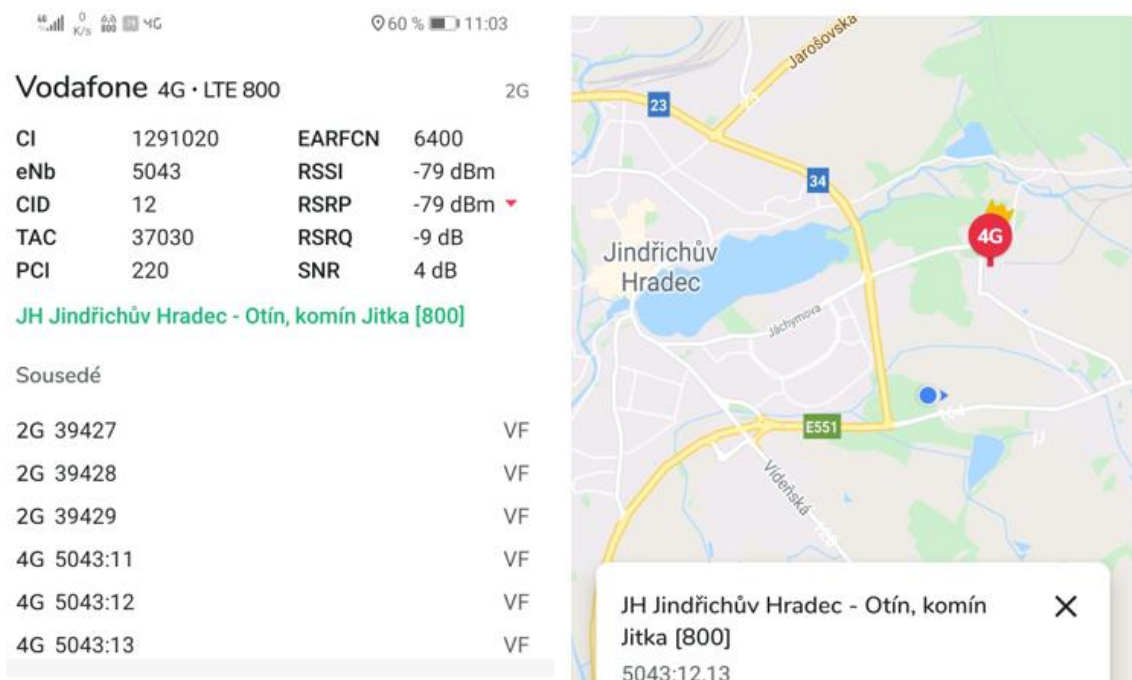 0 K/s 4G 60 % 11:03
Vodafone 4G · LTE 800 2G
CI 1291020 EARFCN 6400
eNb 5043 RSSI -79 dBm
CID 12 RSRP -79 dBm
TAC 37030 RSRQ -9 dB
PCI 220 SNR 4 dB
JH Jindřichův Hradec - Otín, komín Jitka [800]
Sousedé
2G 39427 VF
2G 39428 VF
2G 39429 VF
4G 5043:11 VF
4G 5043:12 VF
4G 5043:13 VF
Jarošovská
23
34
4G
Jindřichův
Hradec
Jáchymova
164
E551
Vídeňská
128
JH Jindřichův Hradec - Otín, komín
Jitka [800]
5043:12,13